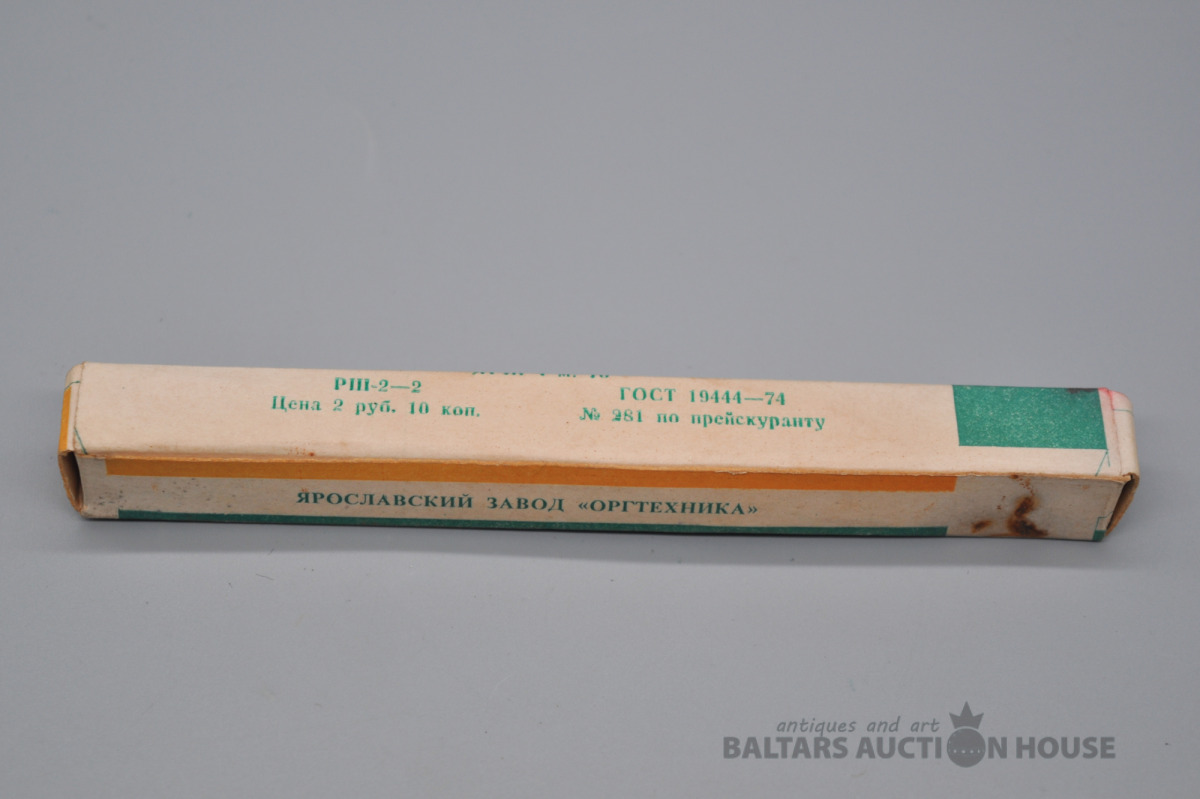 РШ-2—2
Цена 2 руб. 10 коп.
ГОСТ 19444—74
№ 281 по прейскуранту
ЯРОСЛАВСКИЙ ЗАВОД «ОРГТЕХНИКА»
antiques and art
BALTARS AUCTION HOUSE